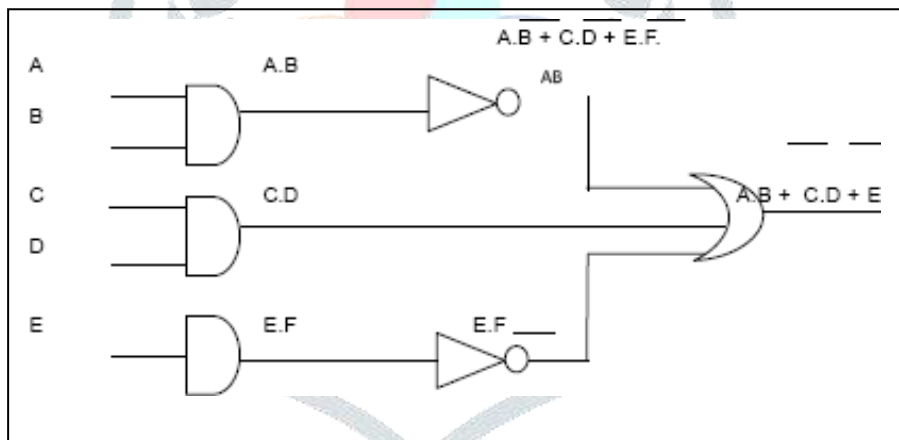 A.B + C.D + E.F.
A A.B AB
B
C C.D A.B + C.D + E
D
E E.F E.F